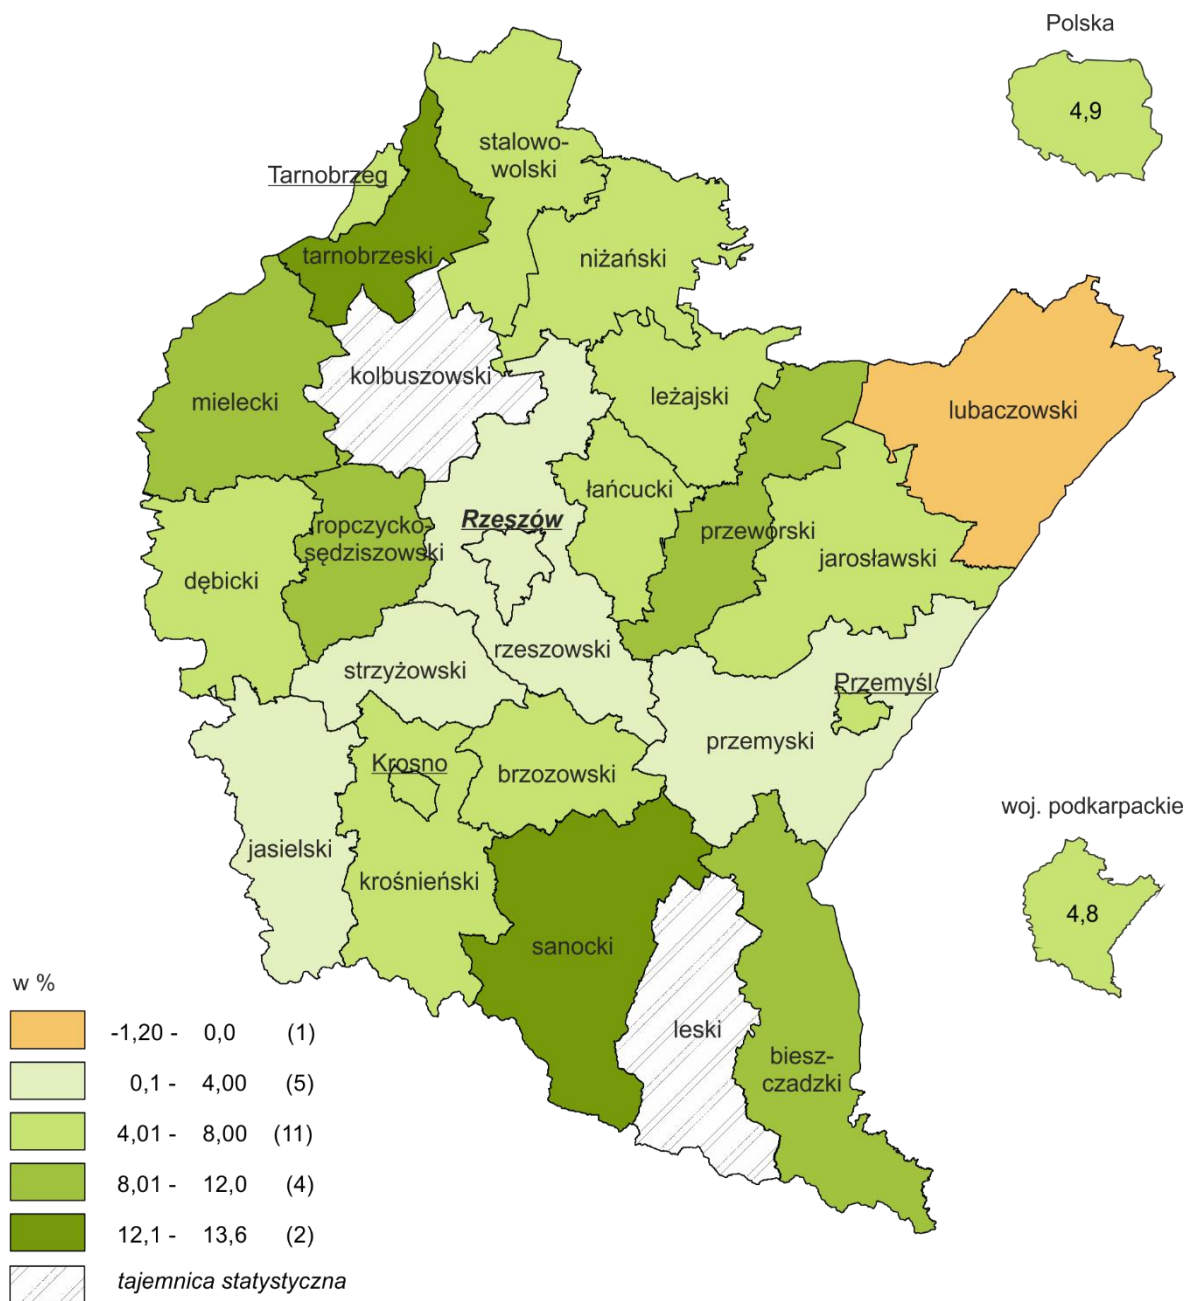 Polska
4,9
stalowo-
wolski
Tarnobrzeg
tarnobrzeski
niżański
kolbuszowski
mielecki
leżajski
lubaczowski
łańcucki
ropczycko-
sędziszowski
Rzeszów
przeworski
jarosławski
dębicki
rzeszowski
strzyżowski
Przemyśl
przemyski
Krosno
brzozowski
woj. podkarpackie
4,8
jasielski
krośnieński
sanocki
leski
biesz-
czadzki
w %
-1,20 - 0,0 (1)
0,1 - 4,00 (5)
4,01 - 8,00 (11)
8,01 - 12,0 (4)
12,1 - 13,6 (2)
tajemnica statystyczna